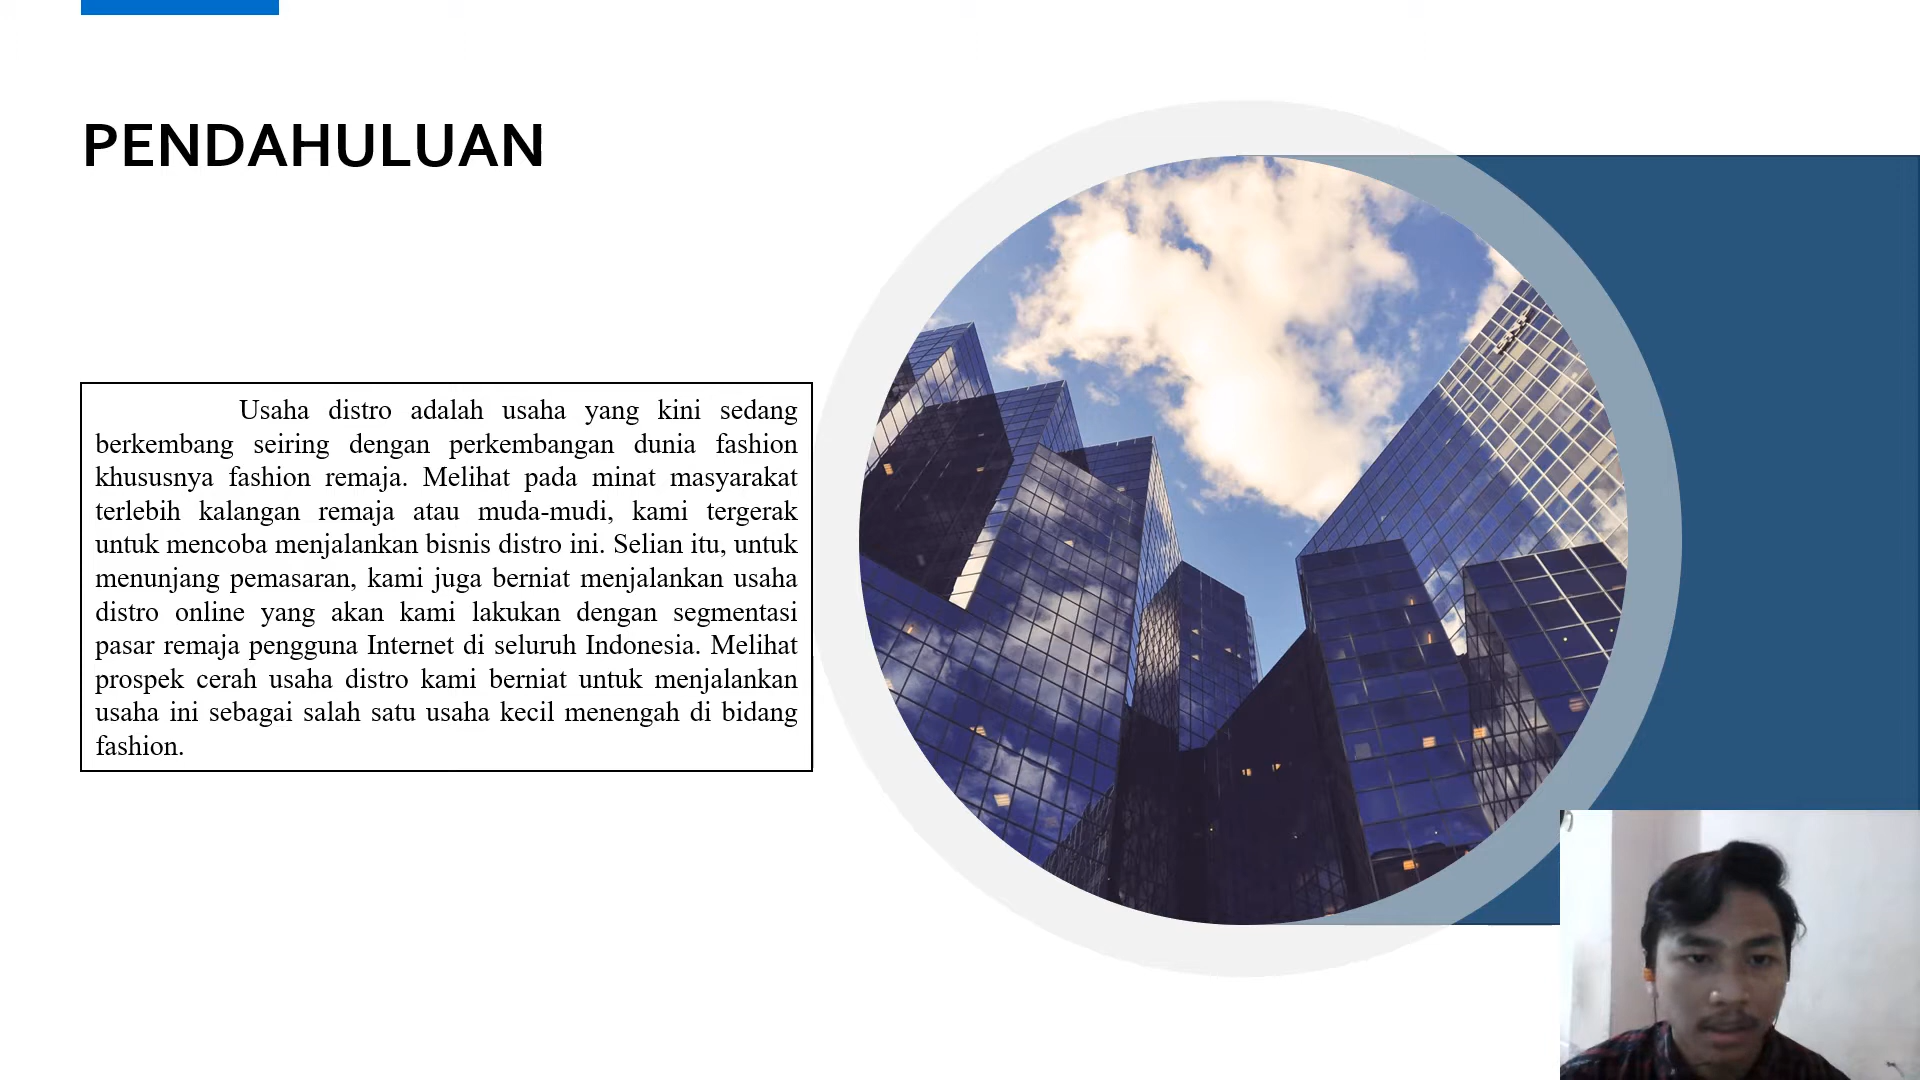 PENDAHULUAN
Usaha distro adalah usaha yang kini sedang
berkembang seiring dengan perkembangan dunia fashion
khususnya fashion remaja. Melihat pada minat masyarakat
terlebih kalangan remaja atau muda-mudi, kami tergerak
untuk mencoba menjalankan bisnis distro ini. Selian itu, untuk
menunjang pemasaran, kami juga berniat menjalankan usaha
distro online yang akan kami lakukan dengan segmentasi
pasar remaja pengguna Internet di seluruh Indonesia. Melihat
prospek cerah usaha distro kami berniat untuk menjalankan
usaha ini sebagai salah satu usaha kecil menengah di bidang
fashion.